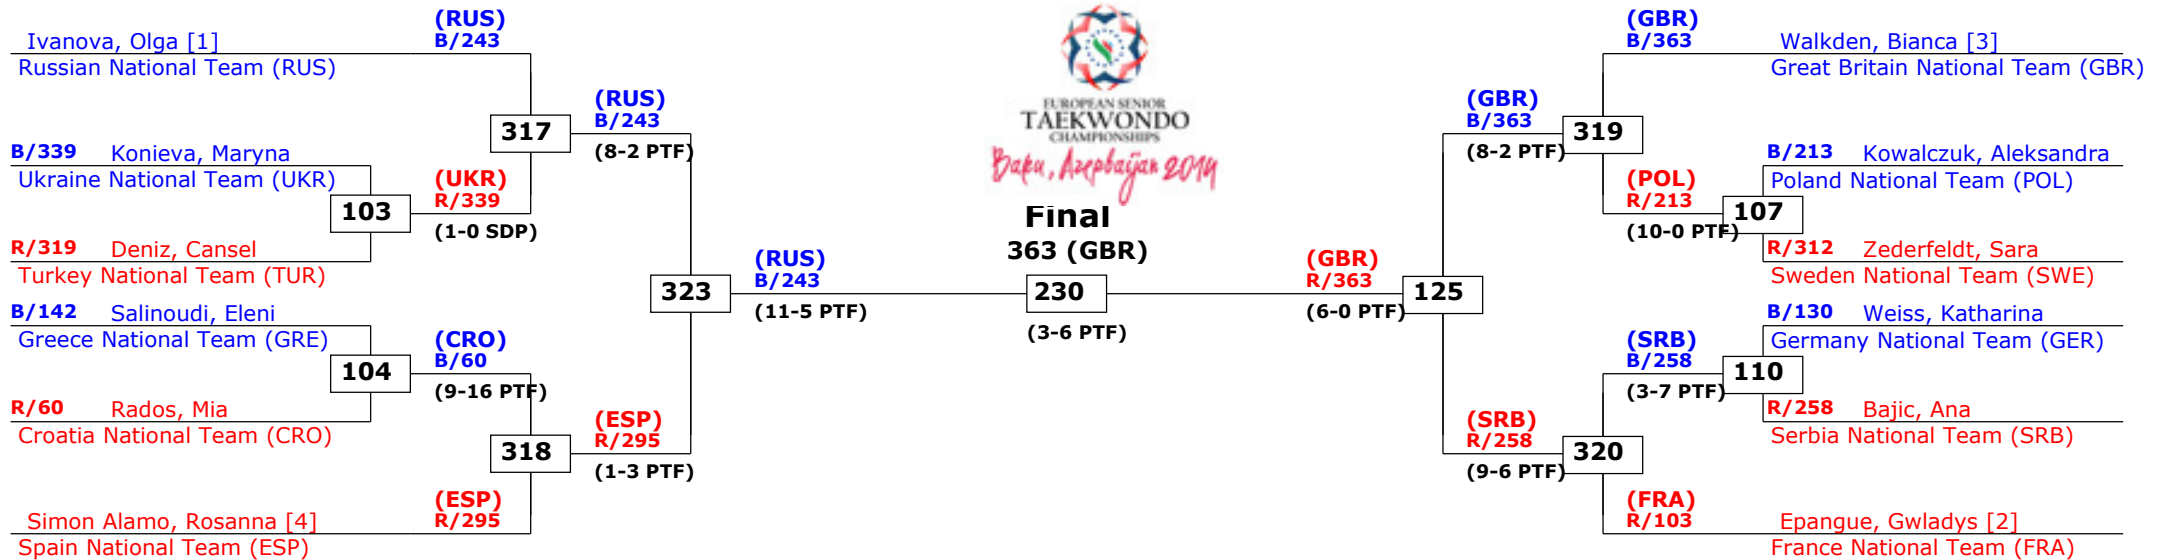 (RUS)
B/243
Ivanova, Olga [1]
Russian National Team (RUS)
B/339 Konieva, Maryna
Ukraine National Team (UKR)
R/319 Deniz, Cansel
Turkey National Team (TUR)
B/142 Salinoudi, Eleni
Greece National Team (GRE)
R/60 Rados, Mia
Croatia National Team (CRO)
Simon Alamo, Rosanna [4]
Spain National Team (ESP)
103
104
(UKR)
R/339
(1-0 SDP)
(CRO)
B/60
(9-16 PTF)
(ESP)
R/295
317
318
(RUS)
B/243
(8-2 PTF)
(ESP)
R/295
(1-3 PTF)
323
(RUS)
B/243
(11-5 PTF)
EUROPEAN SENIOR
TAEKWONDO
CHAMPIONSHIPS
Baku, Azerbaijan 2014
Final
363 (GBR)
230
(3-6 PTF)
(GBR)
R/363
(6-0 PTF)
125
(GBR)
B/363
(8-2 PTF)
(SRB)
R/258
(9-6 PTF)
319
320
(GBR)
B/363
(POL)
R/213
(10-0 PTF)
(SRB)
B/258
(3-7 PTF)
(FRA)
R/103
107
110
Walkden, Bianca [3]
Great Britain National Team (GBR)
B/213 Kowalczuk, Aleksandra
Poland National Team (POL)
R/312 Zederfeldt, Sara
Sweden National Team (SWE)
B/130 Weiss, Katharina
Germany National Team (GER)
R/258 Bajic, Ana
Serbia National Team (SRB)
Epangue, Gwladys [2]
France National Team (FRA)